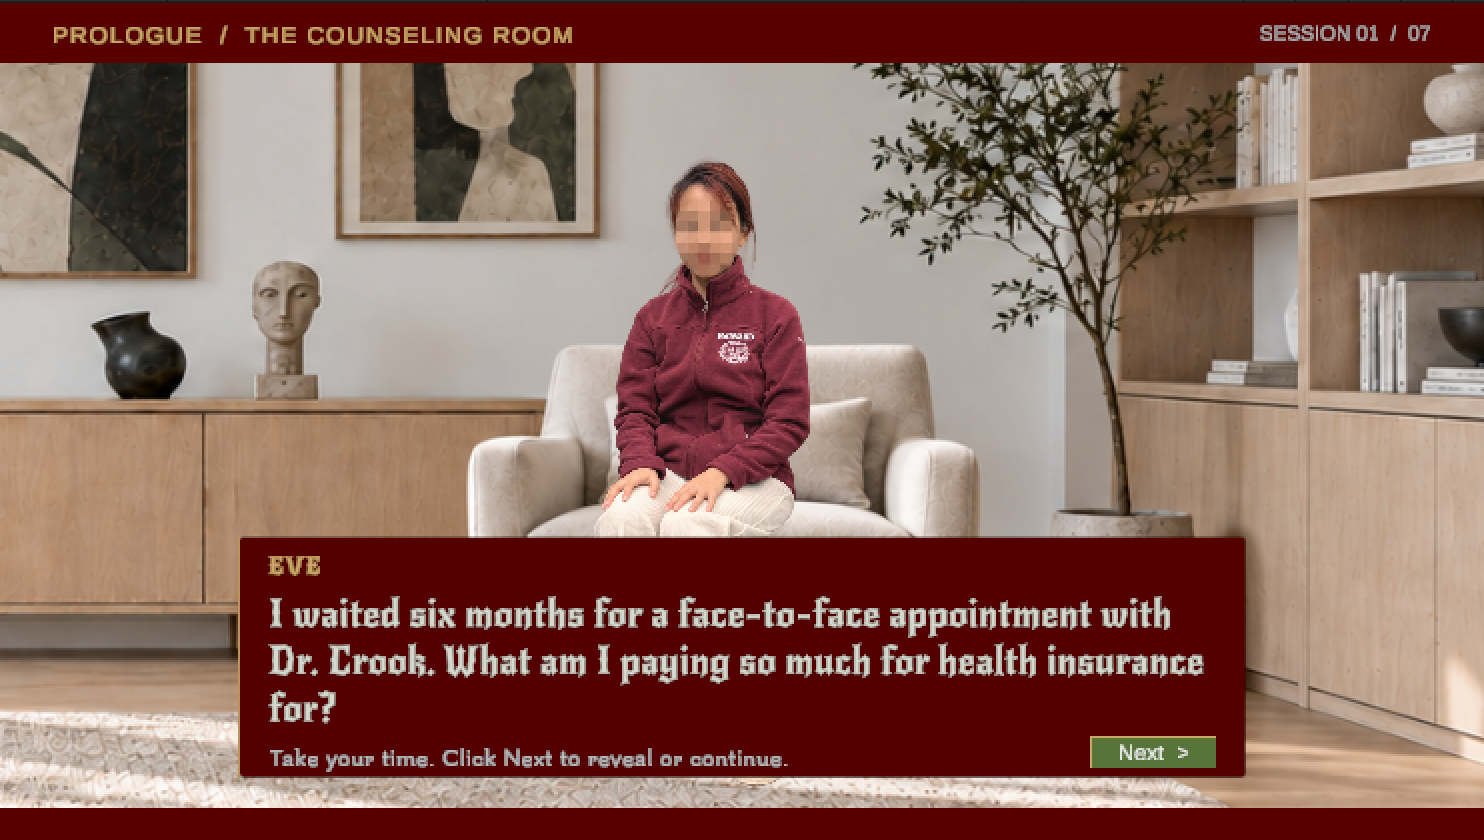 PROLOGUE / THE COUNSELING ROOM
SESSION 01 / 07
EVE
I waited six months for a face-to-face appointment with
Dr. Crook. What am I paying so much for health insurance
for?
Take your time. Click Next to reveal or continue.
Next >